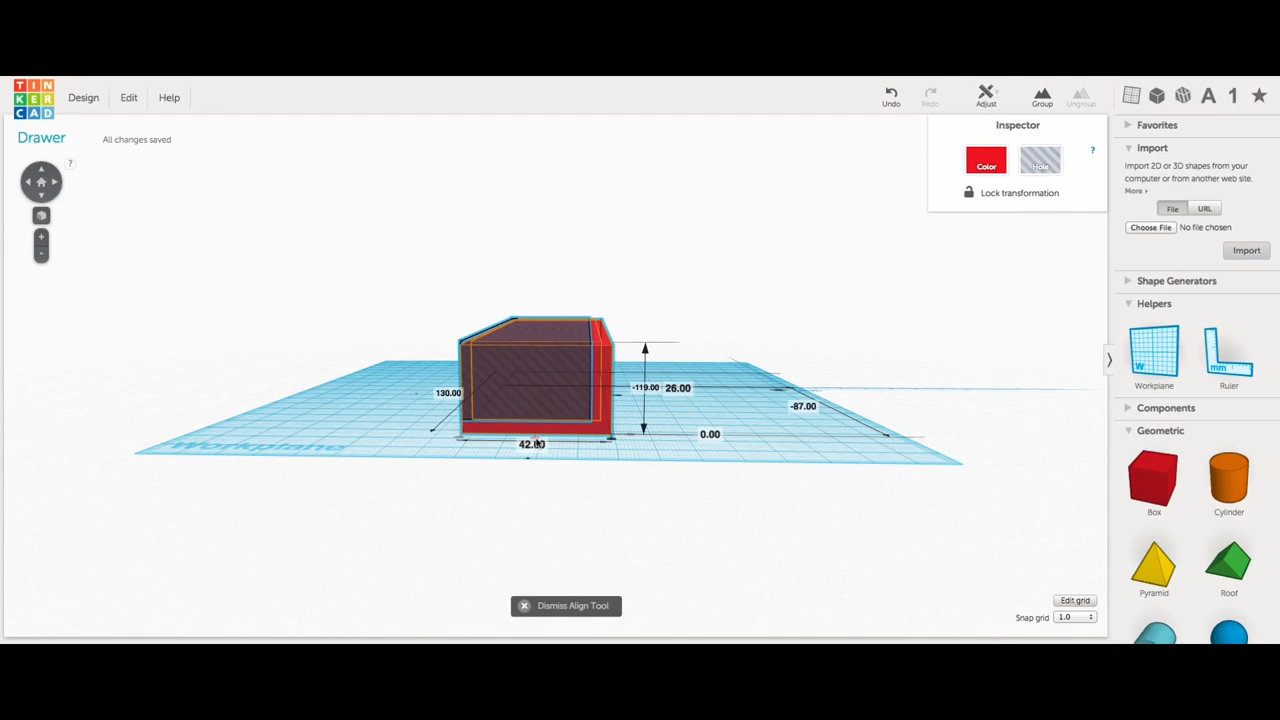 TIN
KER
CAD
Design
Edit
Help
Undo
Redo
Adjust
Group
Ungroup
A
1
Drawer
All changes saved
?
+
-
Inspector
Color
Hole
?
Lock transformation
Favorites
Import
Import 2D or 3D shapes from your
computer or from another web site.
More
File
URL
Choose File
No file chosen
Import
Shape Generators
Helpers
W
mm
Workplane
Ruler
Components
Geometric
Box
Cylinder
Pyramid
Roof
130.00
-119.00
26.00
-87.00
0.00
Workplane
Dismiss Align Tool
Edit grid
Snap grid
1.0